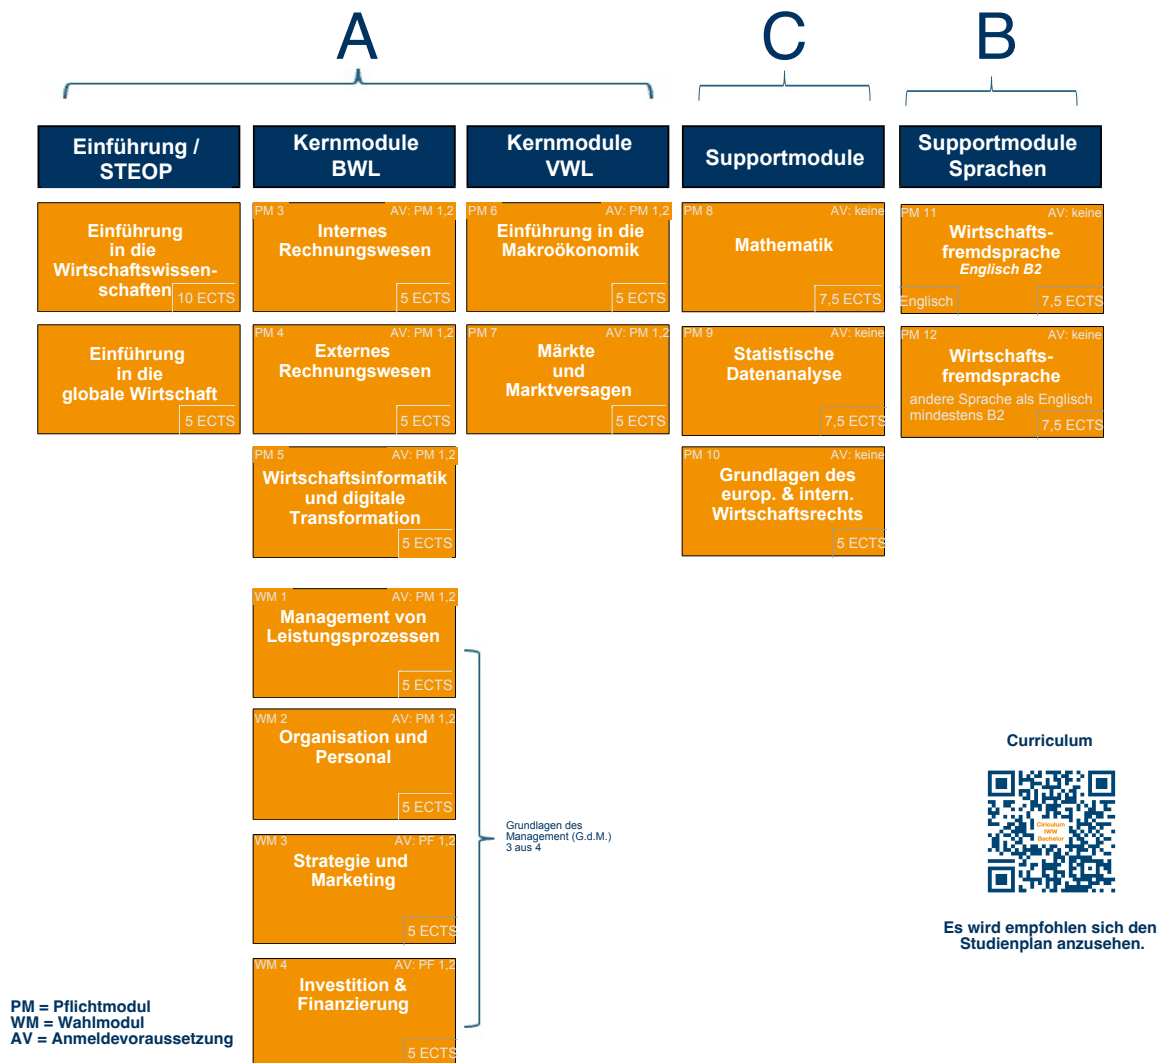 A
C
B
Einführung /
STEOP
Kernmodule
BWL
Kernmodule
VWL
Supportmodule
Supportmodule
Sprachen
Einführung
in die
Wirtschaftswissen-
schaften
10 ECTS
Einführung
in die
globale Wirtschaft
5 ECTS
PM 3 AV: PM 1,2
Internes
Rechnungswesen
5 ECTS
PM 4 AV: PM 1,2
Externes
Rechnungswesen
5 ECTS
PM 5 AV: PM 1,2
Wirtschaftsinformatik
und digitale
Transformation
5 ECTS
WM 1 AV: PM 1,2
Management von
Leistungsprozessen
5 ECTS
WM 2 AV: PM 1,2
Organisation und
Personal
5 ECTS
WM 3 AV: PF 1,2
Strategie und
Marketing
5 ECTS
WM 4 AV: PF 1,2
Investition &
Finanzierung
5 ECTS
Grundlagen des
Management (G.d.M.)
3 aus 4
PM 6 AV: PM 1,2
Einführung in die
Makroökonomik
5 ECTS
PM 7 AV: PM 1,2
Märkte
und
Marktversagen
5 ECTS
PM 8 AV: keine
Mathematik
7,5 ECTS
PM 9 AV: keine
Statistische
Datenanalyse
7,5 ECTS
PM 10 AV: keine
Grundlagen des
europ. & intern.
Wirtschaftsrechts
5 ECTS
PM 11 AV: keine
Wirtschafts-
fremdsprache
Englisch B2
Englisch 7,5 ECTS
PM 12 AV: keine
Wirtschafts-
fremdsprache
andere Sprache als Englisch
mindestens B2
7,5 ECTS
Curriculum
Ciriculum
IWW
Bachelor
Es wird empfohlen sich den
Studienplan anzusehen.
PM = Pflichtmodul
WM = Wahlmodul
AV = Anmeldevoraussetzung